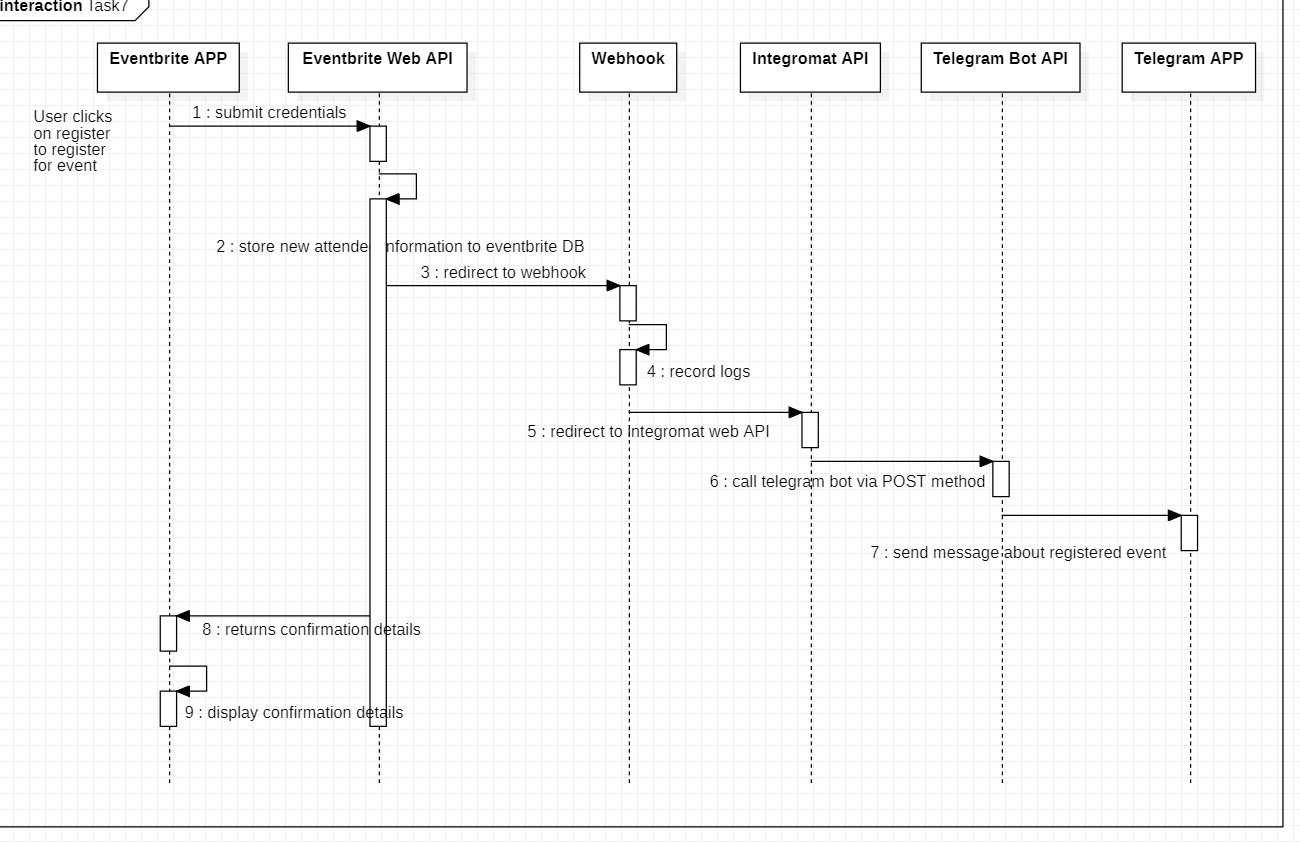 interaction Task7
Eventbrite APP
Eventbrite Web API
Webhook
Integromat API
Telegram Bot API
Telegram APP
User clicks
on register
to register
for event
1 : submit credentials
2 : store new attende nformation to eventbrite DB
3 : redirect to webhook
4 : record logs
5 : redirect to Integromat web API
6 : call telegram bot via POST method
7 : send message about registered event
8 : returns confirmation details
9 : display confirmation details